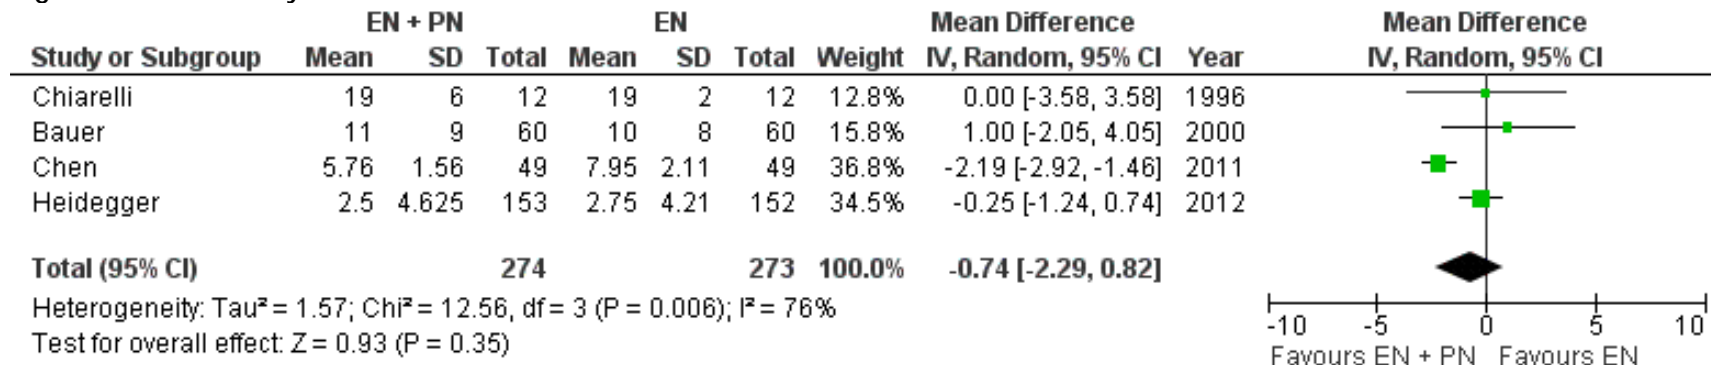 EN + PN EN Mean Difference Mean Difference
Study or Subgroup Mean SD Total Mean SD Total Weight IV, Random, 95% CI Year IV, Random, 95% CI
Chiarelli 19 6 12 19 2 12 12.8% 0.00 [-3.58, 3.58] 1996
Bauer 11 9 60 10 8 60 15.8% 1.00 [-2.05, 4.05] 2000
Chen 5.76 1.56 49 7.95 2.11 49 36.8% -2.19 [-2.92, -1.46] 2011
Heidegger 2.5 4.625 153 2.75 4.21 152 34.5% -0.25 [-1.24, 0.74] 2012
Total (95% CI) 274 273 100.0% -0.74 [-2.29, 0.82]
Heterogeneity: Tau² = 1.57; Chi² = 12.56, df = 3 (P = 0.006); I² = 76%
Test for overall effect: Z = 0.93 (P = 0.35)
-10 -5 0 5 10
Favours EN + PN Favours EN